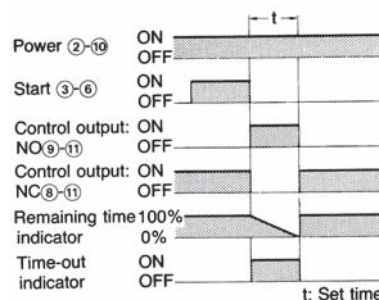 t
Power ②-⑩ ON
OFF
Start ③-⑥ ON
OFF
Control output: ON
NO⑨-⑪ OFF
Control output: ON
NC⑧-⑪ OFF
Remaining time 100%
indicator 0%
Time-out ON
indicator OFF
t: Set time